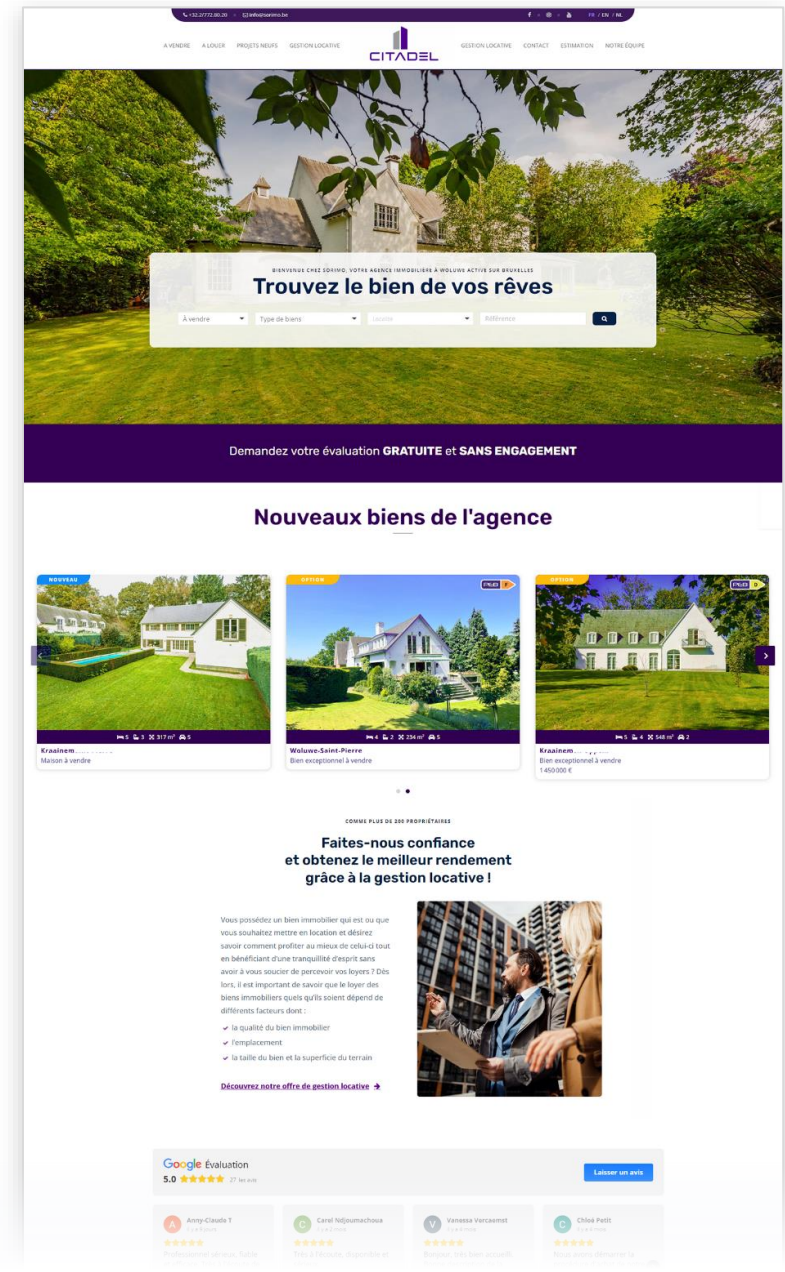 +32.2/772.80.20 - info@sorimo.be
FR / EN / NL
A VENDRE A LOUER PROJETS NEUFS GESTION LOCATIVE
CITADEL
GESTION LOCATIVE CONTACT ESTIMATION NOTRE ÉQUIPE
BIENVENUE CHEZ SORIMO, VOTRE AGENCE IMMOBILIÈRE À WOLUWE ACTIVE SUR BRUXELLES
Trouvez le bien de vos rêves
À vendre Type de biens Localité Référence
Demandez votre évaluation GRATUITE et SANS ENGAGEMENT
Nouveaux biens de l'agence
NOUVEAU
5 3 317 m² 5
Kraainem
Maison à vendre
OPTION
PEB F
4 2 234 m² 5
Woluwe-Saint-Pierre
Bien exceptionnel à vendre
OPTION
PEB D
5 4 548 m² 2
Kraainem
Bien exceptionnel à vendre
1 450 000 €
COMME PLUS DE 200 PROPRIÉTAIRES
Faites-nous confiance
et obtenez le meilleur rendement
grâce à la gestion locative !
Vous possédez un bien immobilier qui est ou que
vous souhaitez mettre en location et désirez
savoir comment profiter au mieux de celui-ci tout
en bénéficiant d'une tranquillité d'esprit sans
avoir à vous soucier de percevoir vos loyers ? Dès
lors, il est important de savoir que le loyer des
biens immobiliers quels qu'ils soient dépend de
différents facteurs dont :
la qualité du bien immobilier
l'emplacement
la taille du bien et la superficie du terrain
Découvrez notre offre de gestion locative
Google Évaluation
5.0 27 les avis
Laisser un avis
A Anny-Claude T
C Carel Ndjoumachoua
V Vanessa Vercaemst
C Chloé Petit